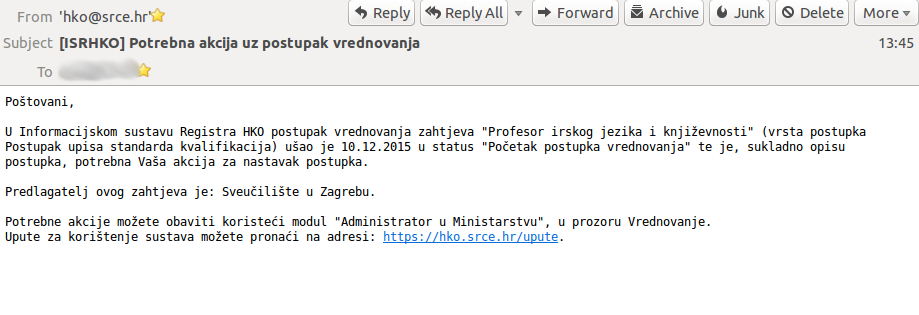 From 'hko@srce.hr' Reply Reply All Forward Archive Junk Delete More
Subject [ISRHKO] Potrebna akcija uz postupak vrednovanja 13:45
To
Poštovani,
U Informacijskom sustavu Registra HKO postupak vrednovanja zahtjeva "Profesor irskog jezika i književnosti" (vrsta postupka
Postupak upisa standarda kvalifikacija) ušao je 10.12.2015 u status "Početak postupka vrednovanja" te je, sukladno opisu
postupka, potrebna Vaša akcija za nastavak postupka.
Predlagatelj ovog zahtjeva je: Sveučilište u Zagrebu.
Potrebne akcije možete obaviti koristeći modul "Administrator u Ministarstvu", u prozoru Vrednovanje.
Upute za korištenje sustava možete pronaći na adresi: https://hko.srce.hr/upute.